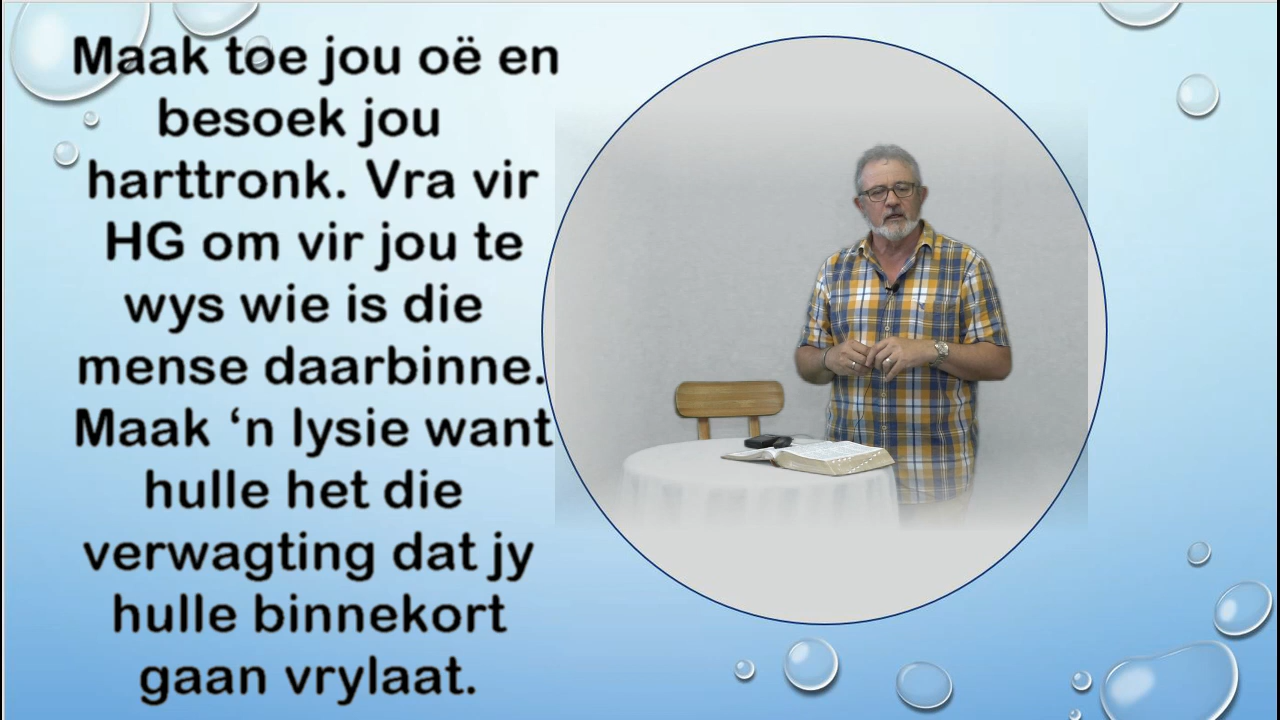 Maak toe jou oë en
besoek jou
harttronk. Vra vir
HG om vir jou te
wys wie is die
mense daarbinne.
Maak ‘n lysie want
hulle het die
verwagting dat jy
hulle binnekort
gaan vrylaat.